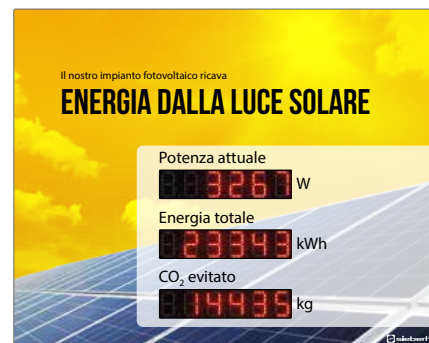 Il nostro impianto fotovoltaico ricava
ENERGIA DALLA LUCE SOLARE
Potenza attuale
3267 W
Energia totale
23343 kWh
CO₂ evitato
14435 kg
siebert